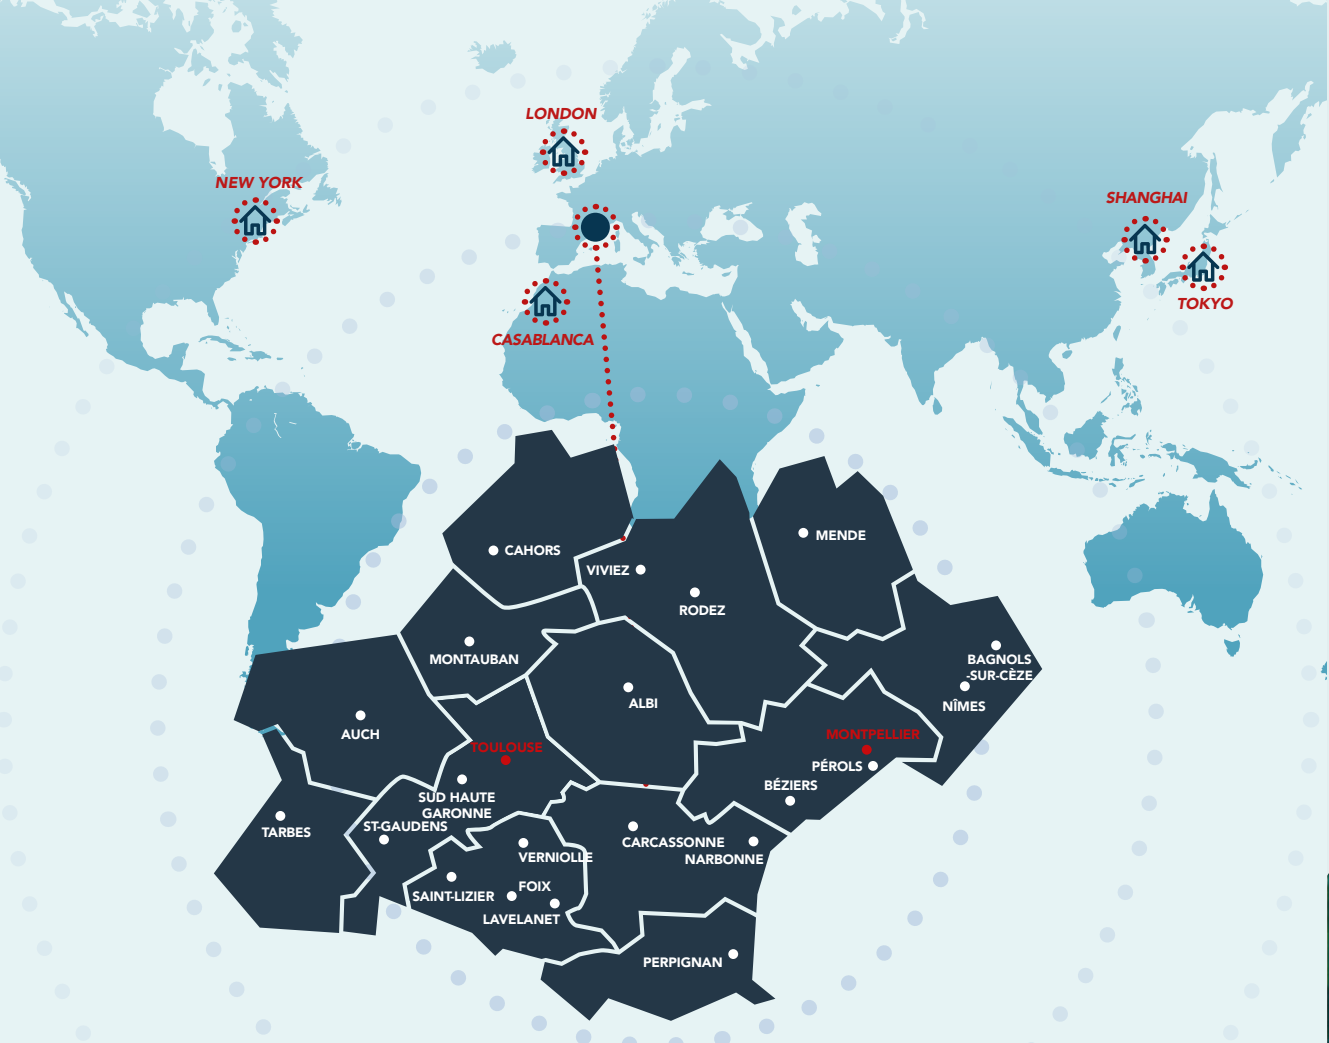 LONDON
NEW YORK
SHANGHAI
TOKYO
CASABLANCA
MENDE
CAHORS
VIVIEZ
RODEZ
MONTAUBAN
BAGNOLS
-SUR-CÈZE
ALBI
NÎMES
AUCH
MONTPELLIER
TOULOUSE
PÉROLS
BÉZIERS
SUD HAUTE
GARONNE
ST-GAUDENS
TARBES
CARCASSONNE
VERNIOLLE
NARBONNE
FOIX
SAINT-LIZIER
LAVELANET
PERPIGNAN